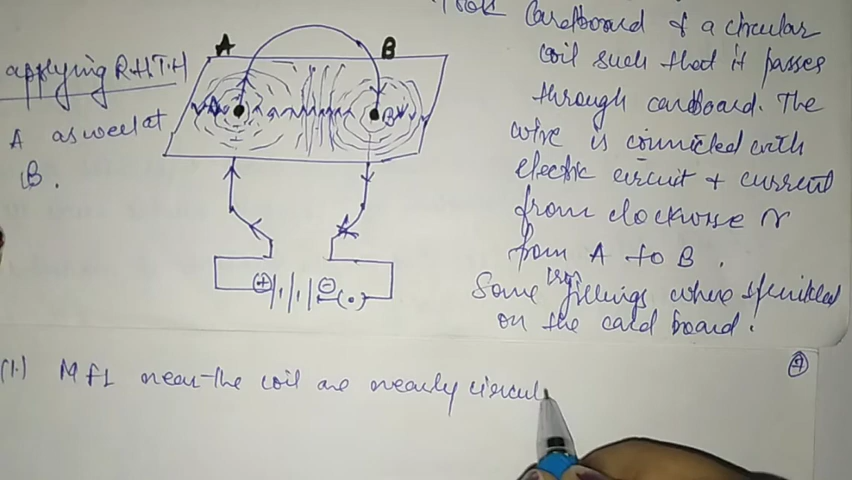 Cardboard & a circular
coil such that it passes
through cardboard. The
wire is connected with
electric circuit & current
from clockwise or
from A to B.
Some iron fillings where sprinkled
on the card board.
applying R.H.T.H
A as well at
B.
A
B
A
B
+
-
(1.) MFL near the coil are nearly circul
9